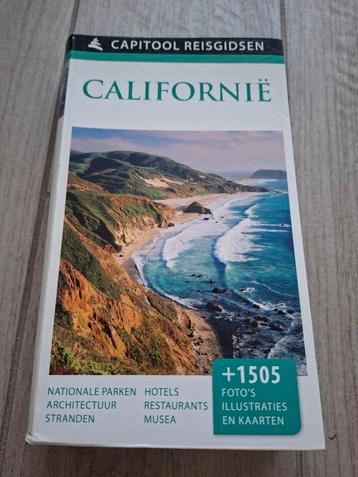 CAPITOOL REISGIDSEN
CALIFORNIË
NATIONALE PARKEN
ARCHITECTUUR
STRANDEN
HOTELS
RESTAURANTS
MUSEA
+1505
FOTO'S
ILLUSTRATIES
EN KAARTEN